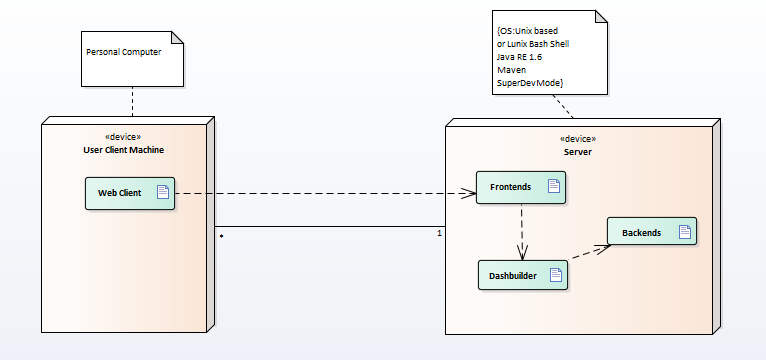 Personal Computer
{OS:Unix based
or Lunix Bash Shell
Java RE 1.6
Maven
SuperDevMode}
«device»
User Client Machine
Web Client
«device»
Server
Frontends
Backends
Dashbuilder
*
1